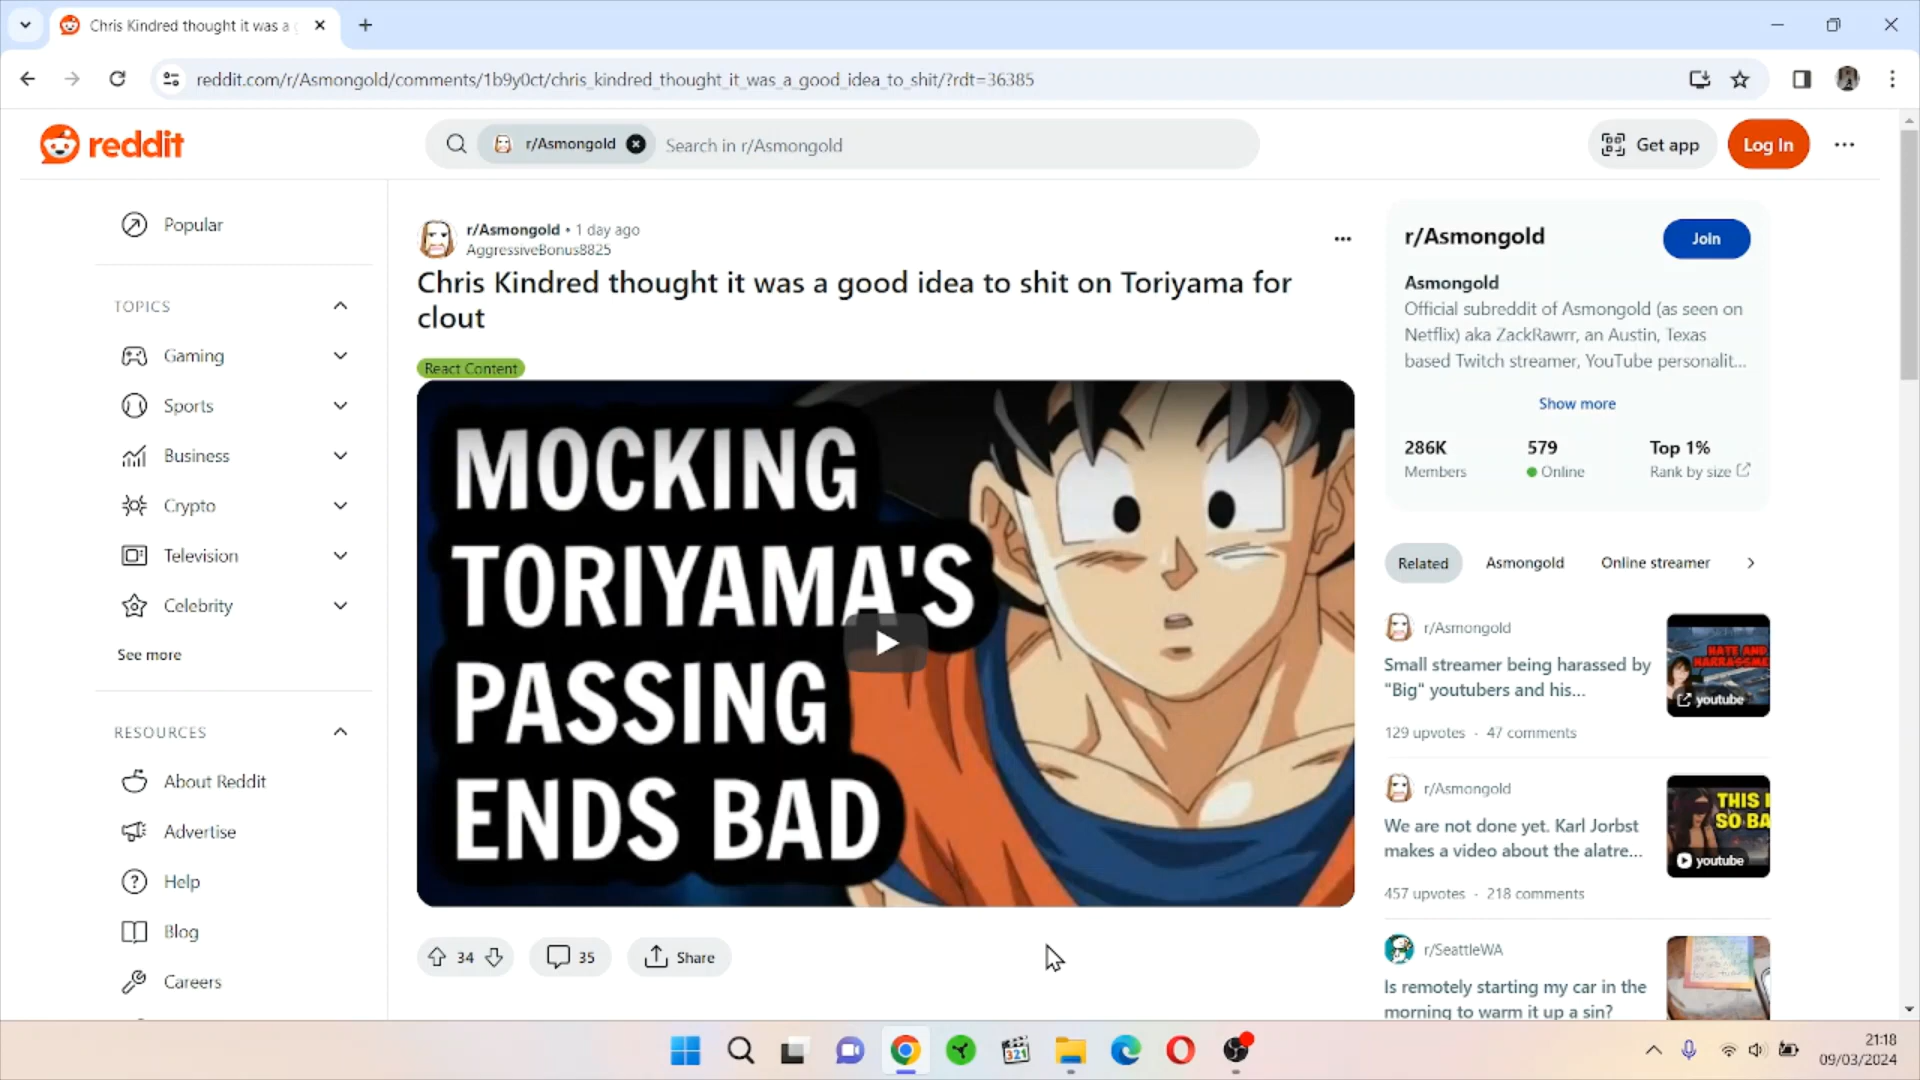 Chris Kindred thought it was a
reddit.com/r/Asmongold/comments/1b9y0ct/chris_kindred_thought_it_was_a_good_idea_to_shit/?rdt=36385
reddit
r/Asmongold
Search in r/Asmongold
Get app
Log In
Popular
TOPICS
Gaming
Sports
Business
Crypto
Television
Celebrity
See more
RESOURCES
About Reddit
Advertise
Help
Blog
Careers
r/Asmongold • 1 day ago
AggressiveBonus8825
Chris Kindred thought it was a good idea to shit on Toriyama for
clout
React Content
MOCKING
TORIYAMA'S
PASSING
ENDS BAD
34
35
Share
r/Asmongold
Join
Asmongold
Official subreddit of Asmongold (as seen on
Netflix) aka ZackRawrr, an Austin, Texas
based Twitch streamer, YouTube personalit...
Show more
286K
Members
579
Online
Top 1%
Rank by size
Related
Asmongold
Online streamer
r/Asmongold
Small streamer being harassed by
"Big" youtubers and his...
129 upvotes · 47 comments
HATE AND
youtube
r/Asmongold
We are not done yet. Karl Jorbst
makes a video about the alatre...
457 upvotes · 218 comments
THIS I
SO BA
youtube
r/SeattleWA
Is remotely starting my car in the
morning to warm it up a sin?
321
21:18
09/03/2024